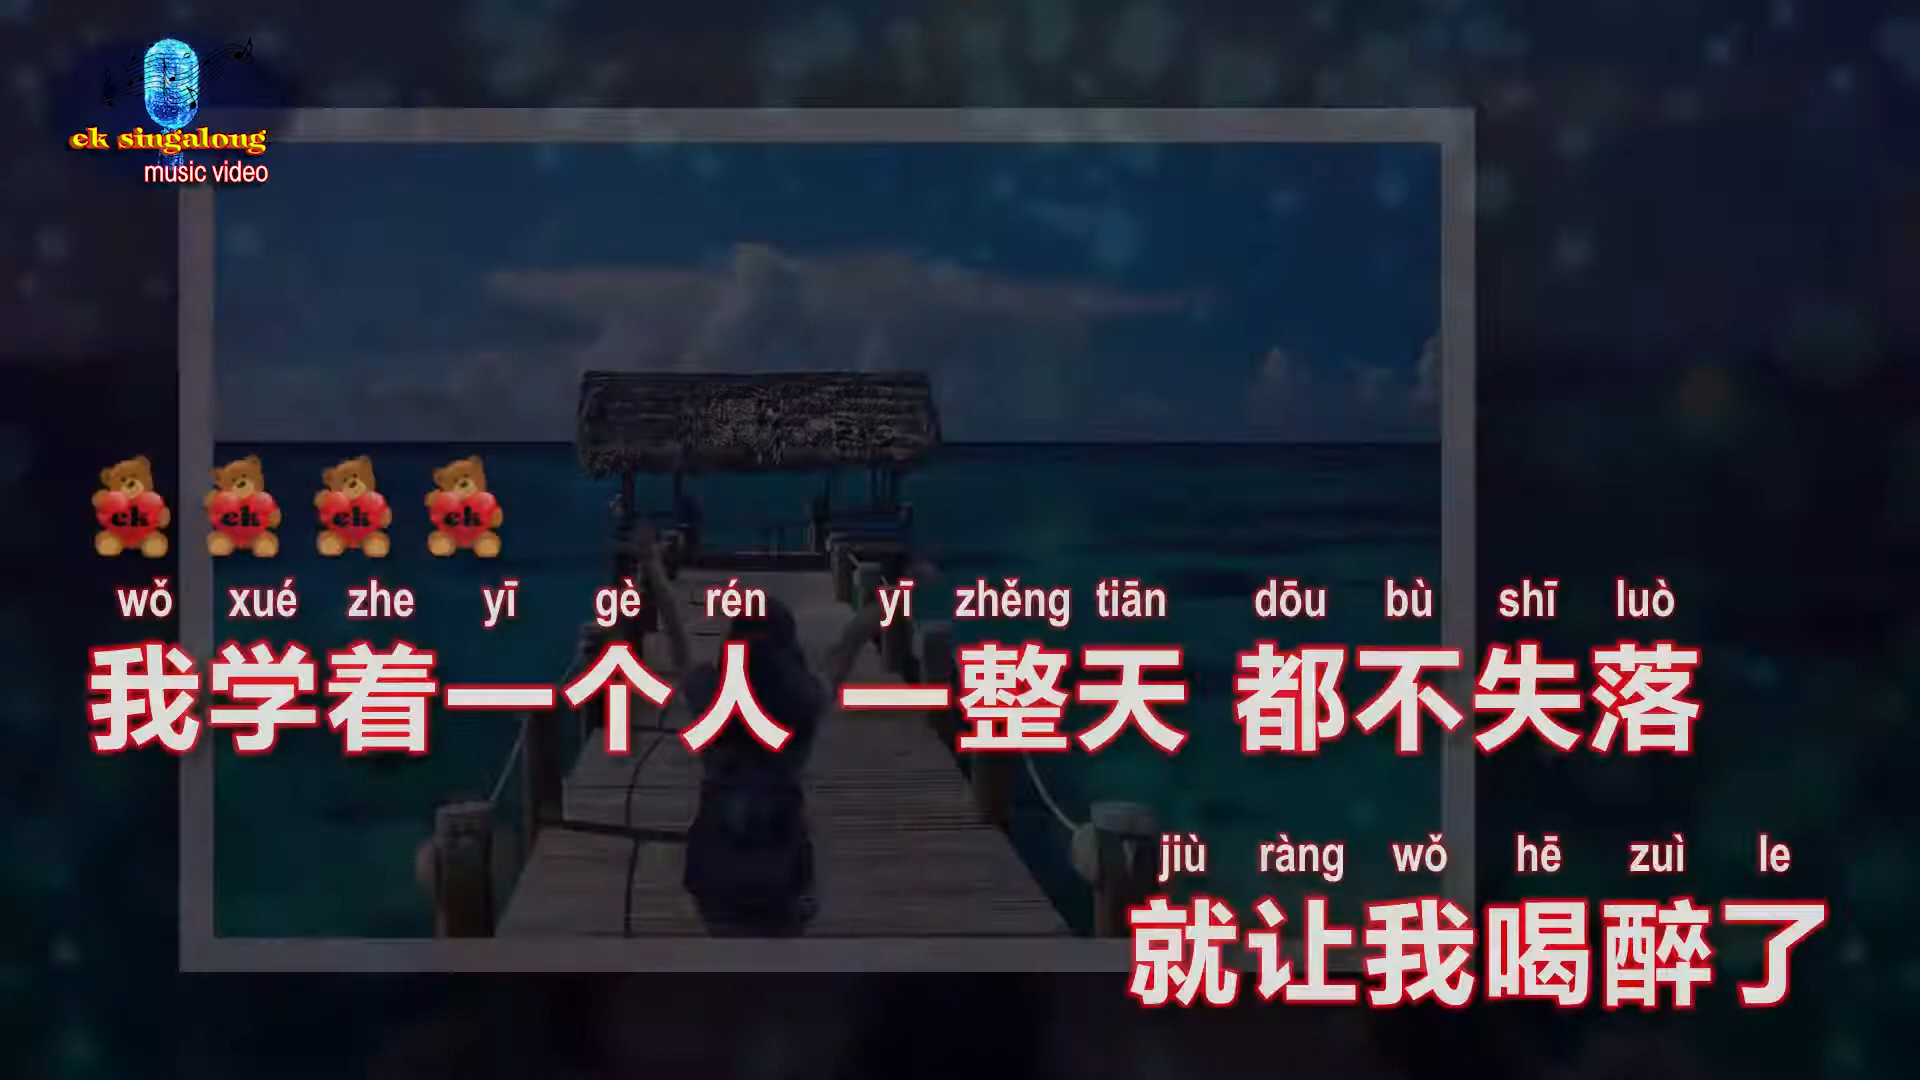 ek singalong
music video
ek ek ek ek
wǒ xué zhe yī gè rén yī zhěng tiān dōu bù shī luò
我学着一个人 一整天 都不失落
jiù ràng wǒ hē zuì le
就让我喝醉了